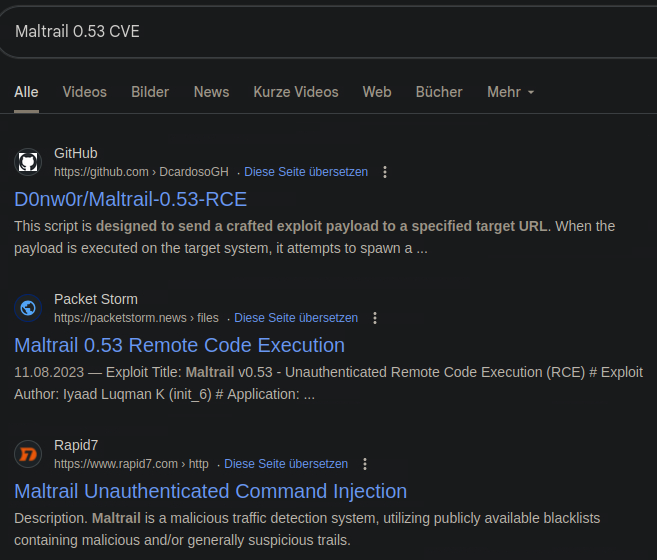 Maltrail 0.53 CVE
Alle Videos Bilder News Kurze Videos Web Bücher Mehr
GitHub
https://github.com › DcardosoGH · Diese Seite übersetzen
D0nw0r/Maltrail-0.53-RCE
This script is designed to send a crafted exploit payload to a specified target URL. When the
payload is executed on the target system, it attempts to spawn a ...
Packet Storm
https://packetstorm.news › files · Diese Seite übersetzen
Maltrail 0.53 Remote Code Execution
11.08.2023 — Exploit Title: Maltrail v0.53 - Unauthenticated Remote Code Execution (RCE) # Exploit
Author: Iyaad Luqman K (init_6) # Application: ...
Rapid7
https://www.rapid7.com › http · Diese Seite übersetzen
Maltrail Unauthenticated Command Injection
Description. Maltrail is a malicious traffic detection system, utilizing publicly available blacklists
containing malicious and/or generally suspicious trails.